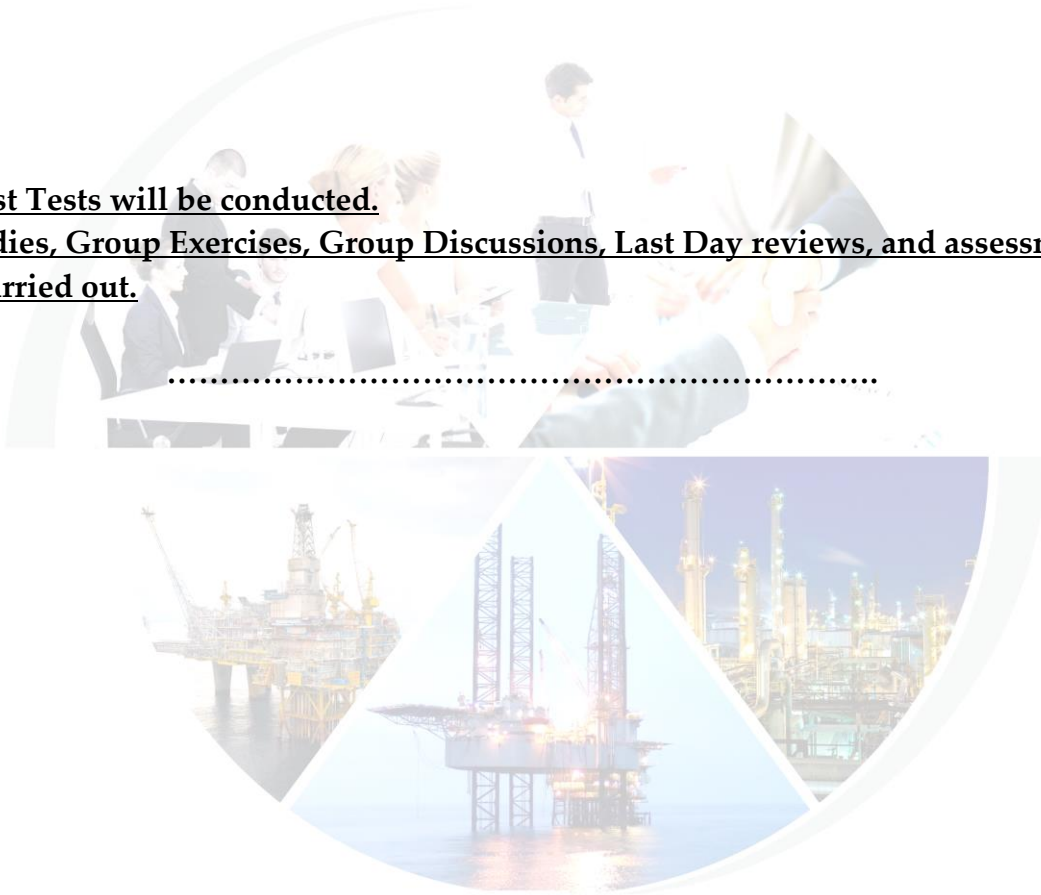 st Tests will be conducted.
dies, Group Exercises, Group Discussions, Last Day reviews, and assessm
rried out.
…………………………………………………………….